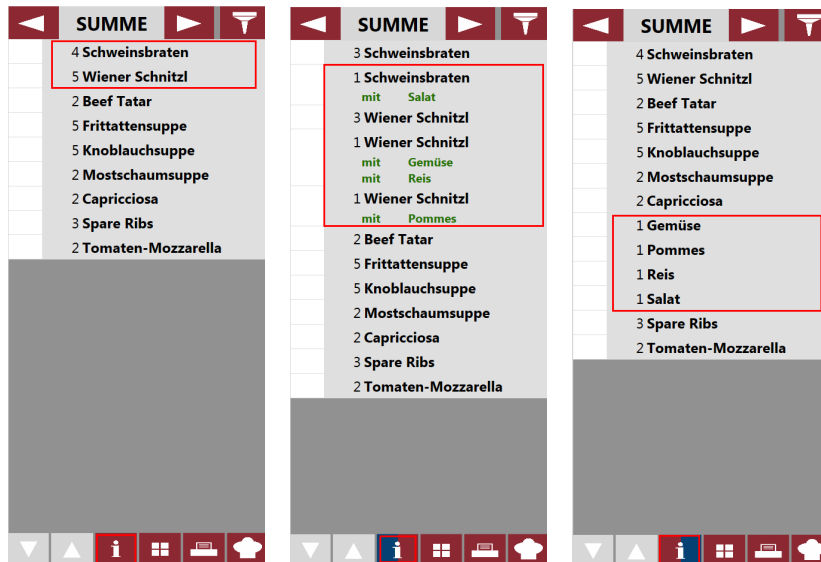 SUMME
4 Schweinsbraten
5 Wiener Schnitzl
2 Beef Tatar
5 Frittattensuppe
5 Knoblauchsuppe
2 Mostschaumsuppe
2 Capricciosa
3 Spare Ribs
2 Tomaten-Mozzarella
i
SUMME
3 Schweinsbraten
1 Schweinsbraten
mit Salat
3 Wiener Schnitzl
1 Wiener Schnitzl
mit Gemüse
mit Reis
1 Wiener Schnitzl
mit Pommes
2 Beef Tatar
5 Frittattensuppe
5 Knoblauchsuppe
2 Mostschaumsuppe
2 Capricciosa
3 Spare Ribs
2 Tomaten-Mozzarella
i
SUMME
4 Schweinsbraten
5 Wiener Schnitzl
2 Beef Tatar
5 Frittattensuppe
5 Knoblauchsuppe
2 Mostschaumsuppe
2 Capricciosa
1 Gemüse
1 Pommes
1 Reis
1 Salat
3 Spare Ribs
2 Tomaten-Mozzarella
i